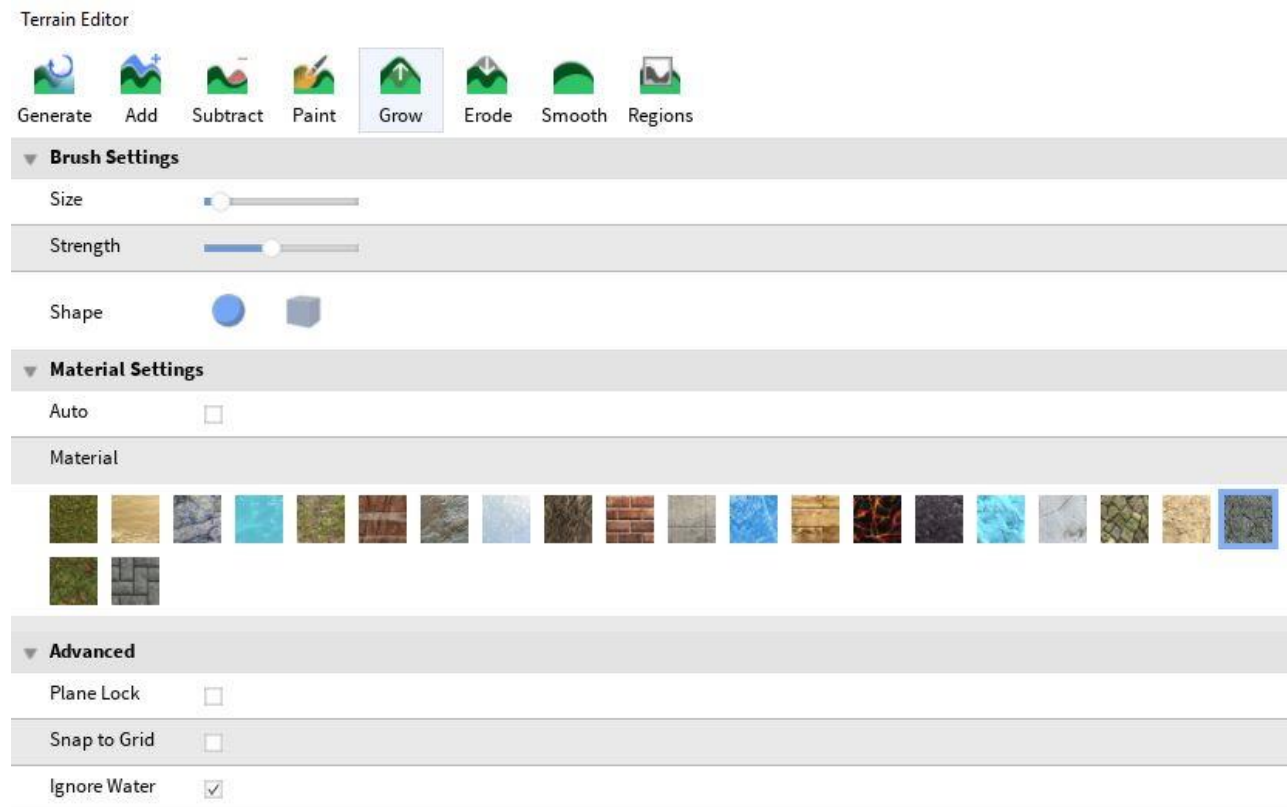 Terrain Editor
Generate Add Subtract Paint Grow Erode Smooth Regions
Brush Settings
Size
Strength
Shape
Material Settings
Auto
Material
Advanced
Plane Lock
Snap to Grid
Ignore Water